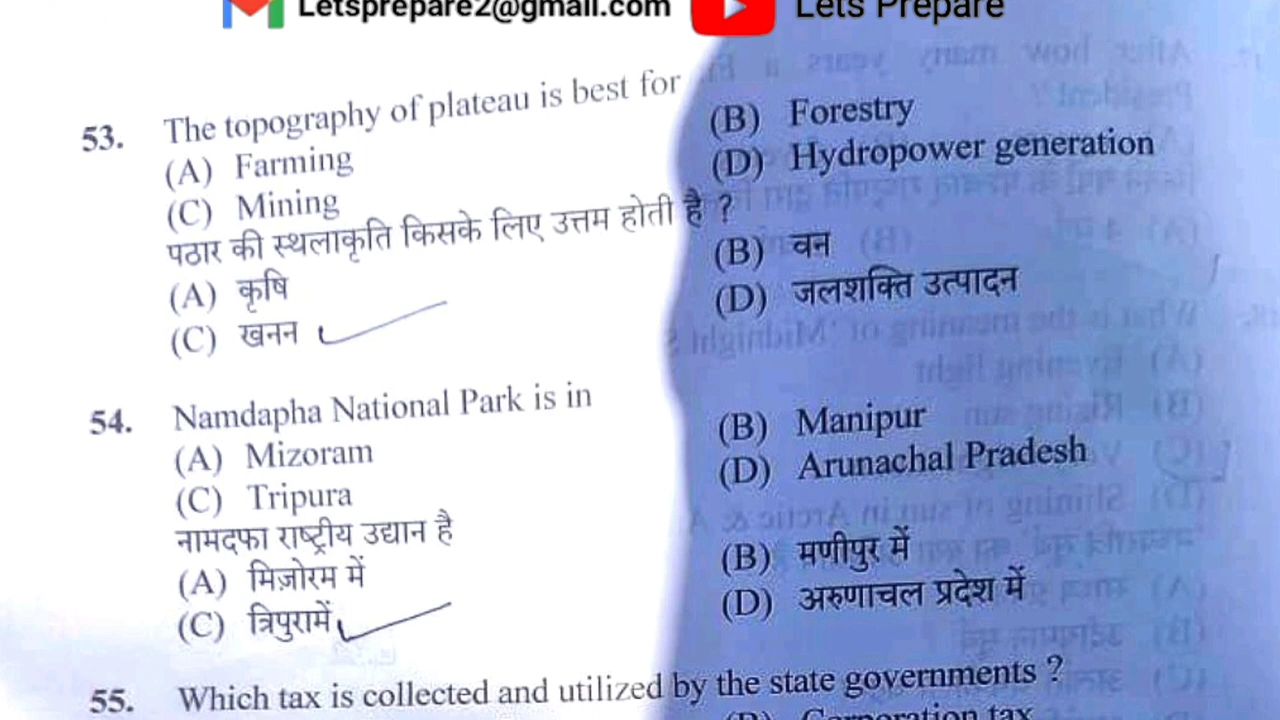 Letsprepare2@gmail.com Lets Prepare
53. The topography of plateau is best for
(A) Farming (B) Forestry
(C) Mining (D) Hydropower generation
पठार की स्थलाकृति किसके लिए उत्तम होती है ?
(A) कृषि (B) वन
(C) खनन (D) जलशक्ति उत्पादन
54. Namdapha National Park is in
(A) Mizoram (B) Manipur
(C) Tripura (D) Arunachal Pradesh
नामदफा राष्ट्रीय उद्यान है
(A) मिज़ोरम में (B) मणीपुर में
(C) त्रिपुरामें (D) अरुणाचल प्रदेश में
55. Which tax is collected and utilized by the state governments ?
(B) Corporation tax